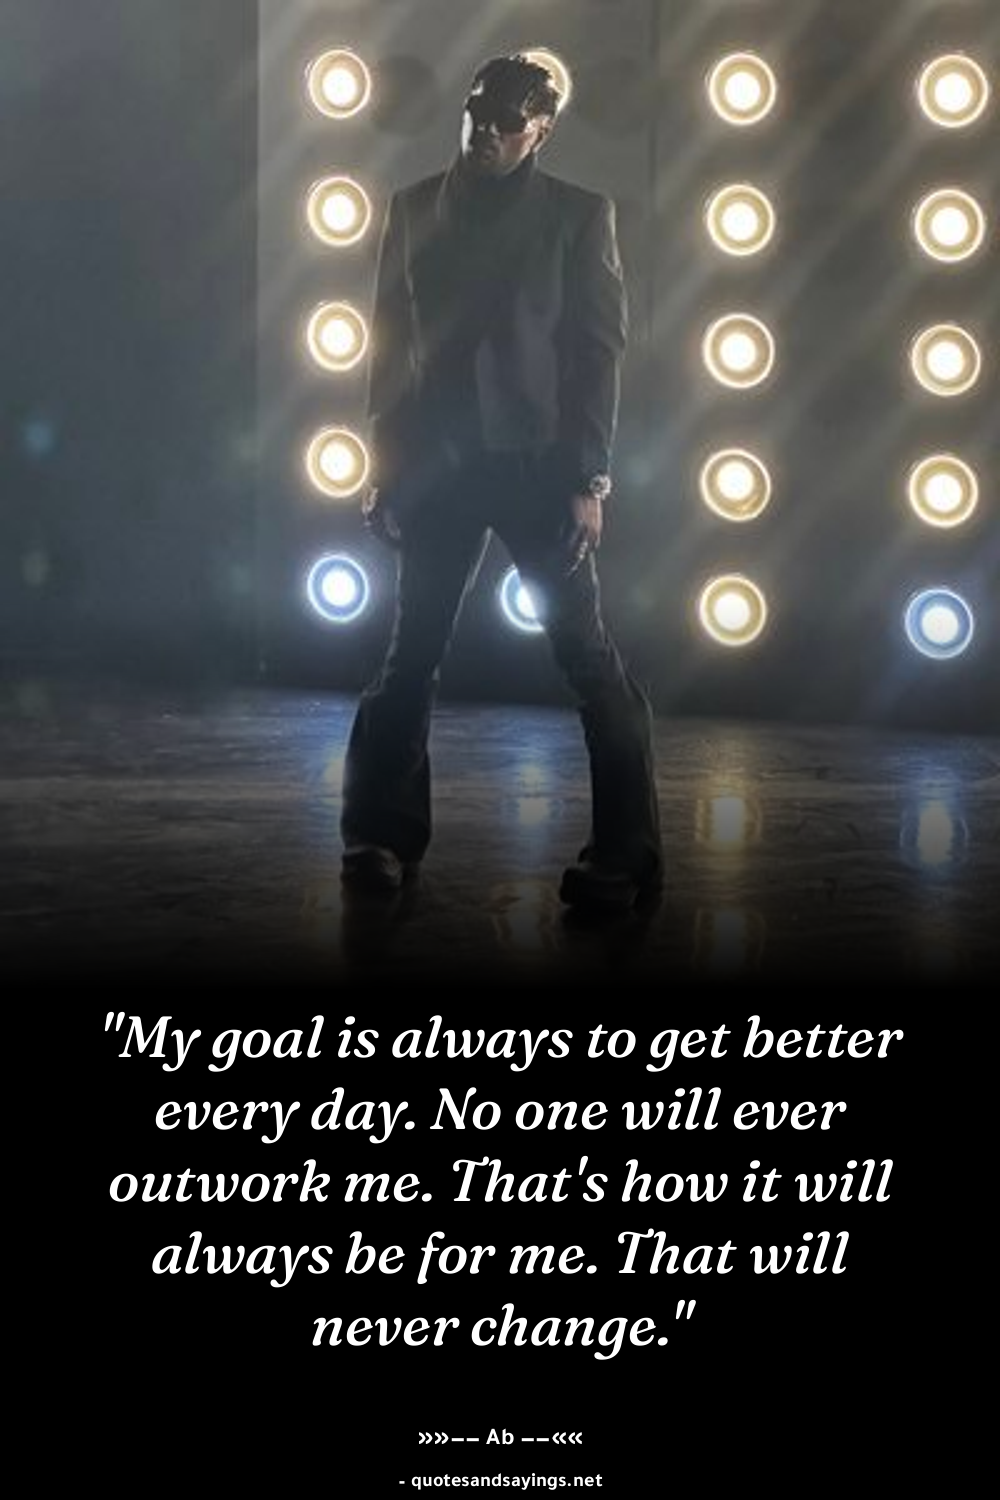 "My goal is always to get better
every day. No one will ever
outwork me. That's how it will
always be for me. That will
never change."
»»–– Ab ––««
- quotesandsayings.net